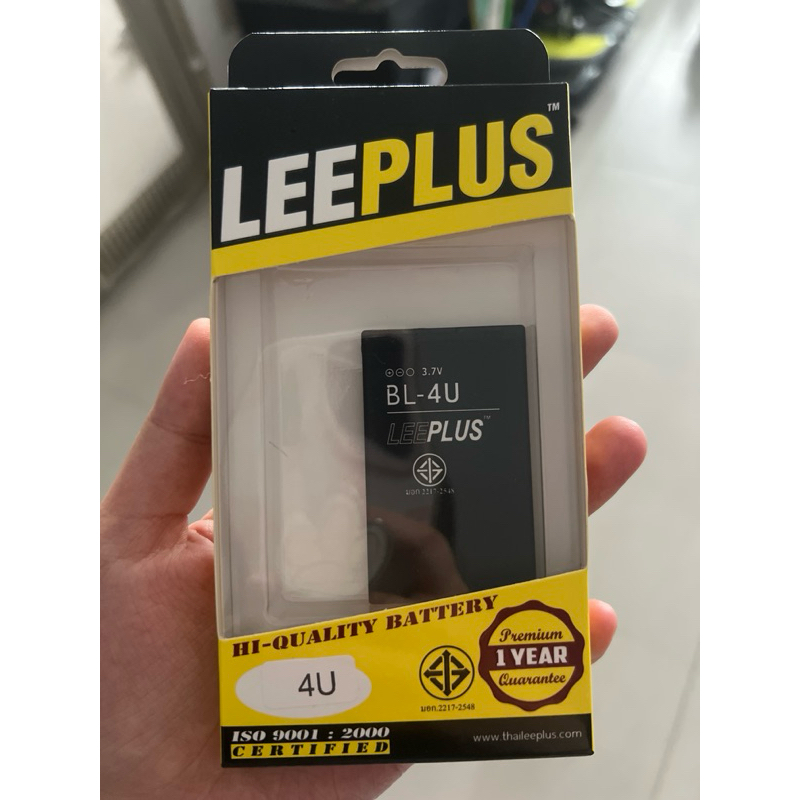 LEEPLUS™
3.7V
BL-4U
LEEPLUS™
มอก.2217-2548
HI-QUALITY BATTERY
4U
มอก.2217-2548
Premium
1 YEAR
Quarantee
ISO 9001 : 2000
CERTIFIED
www.thaileeplus.com